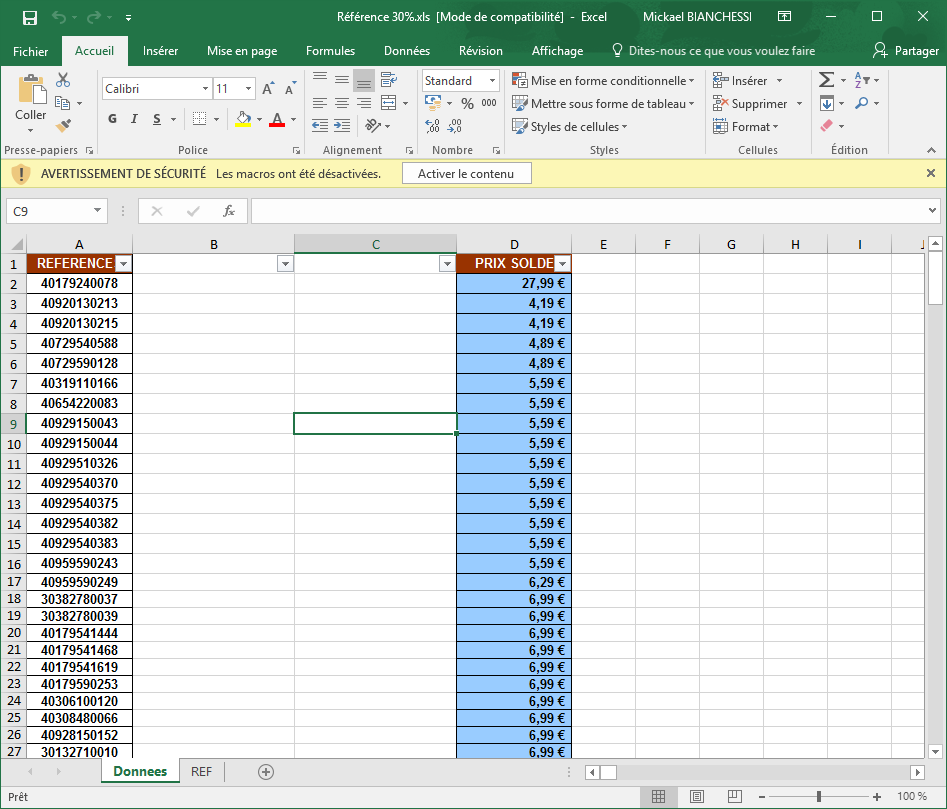 Référence 30%.xls [Mode de compatibilité] - Excel Mickael BIANCHESSI
Fichier Accueil Insérer Mise en page Formules Données Révision Affichage Dites-nous ce que vous voulez faire Partager
Coller
Calibri 11
G I S
Standard
% 000
Mise en forme conditionnelle
Mettre sous forme de tableau
Styles de cellules
Insérer
Supprimer
Format
Presse-papiers Police Alignement Nombre Styles Cellules Édition
AVERTISSEMENT DE SÉCURITÉ Les macros ont été désactivées. Activer le contenu
C9 fx
A B C D E F G H I J
1 REFERENCE PRIX SOLDE
2 40179240078 27,99 €
3 40920130213 4,19 €
4 40920130215 4,19 €
5 40729540588 4,89 €
6 40729590128 4,89 €
7 40319110166 5,59 €
8 40654220083 5,59 €
9 40929150043 5,59 €
10 40929150044 5,59 €
11 40929510326 5,59 €
12 40929540370 5,59 €
13 40929540375 5,59 €
14 40929540382 5,59 €
15 40929540383 5,59 €
16 40959590243 5,59 €
17 40959590249 6,29 €
18 30382780037 6,99 €
19 30382780039 6,99 €
20 40179541444 6,99 €
21 40179541468 6,99 €
22 40179541619 6,99 €
23 40179590253 6,99 €
24 40306100120 6,99 €
25 40308480066 6,99 €
26 40928150152 6,99 €
27 30132710010 6,99 €
Donnees REF
Prêt 100 %